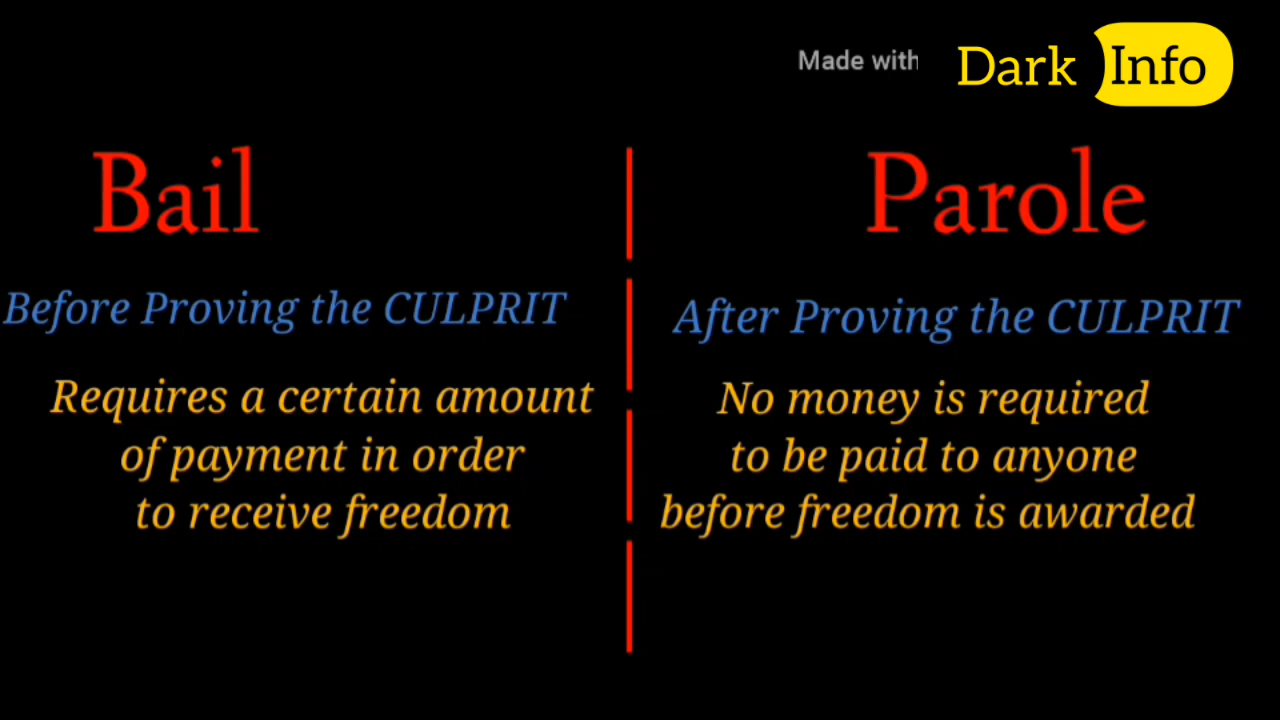 Made with Dark Info
Bail
Before Proving the CULPRIT
Requires a certain amount
of payment in order
to receive freedom
Parole
After Proving the CULPRIT
No money is required
to be paid to anyone
before freedom is awarded